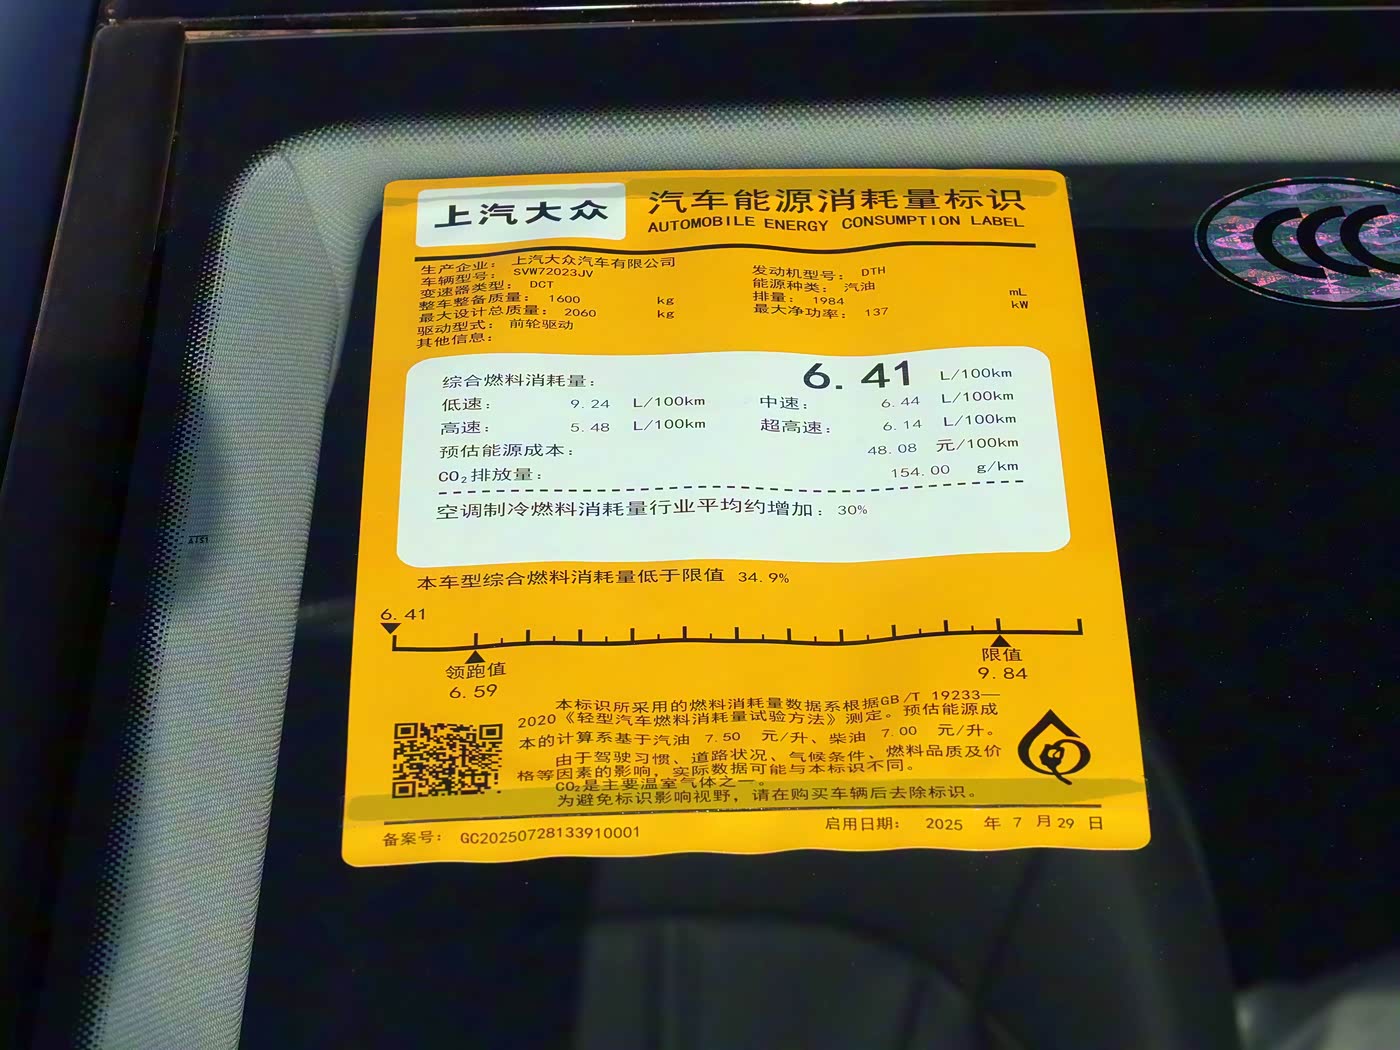 上汽大众
汽车能源消耗量标识
AUTOMOBILE ENERGY CONSUMPTION LABEL
生产企业： 上汽大众汽车有限公司
车辆型号： SVW72023JV 发动机型号： DTH
变速器类型： DCT 能源种类： 汽油
整车整备质量： 1600 kg 排量： 1984 mL
最大设计总质量： 2060 kg 最大净功率： 137 kW
驱动型式： 前轮驱动
其他信息：
综合燃料消耗量： 6.41 L/100km
低速： 9.24 L/100km 中速： 6.44 L/100km
高速： 5.48 L/100km 超高速： 6.14 L/100km
预估能源成本： 48.08 元/100km
CO₂排放量： 154.00 g/km
空调制冷燃料消耗量行业平均约增加： 30%
本车型综合燃料消耗量低于限值 34.9%
6.41
领跑值 限值
6.59 9.84
本标识所采用的燃料消耗量数据系根据GB/T 19233—
2020《轻型汽车燃料消耗量试验方法》测定。预估能源成
本的计算系基于汽油 7.50 元/升、柴油 7.00 元/升。
由于驾驶习惯、道路状况、气候条件、燃料品质及价
格等因素的影响，实际数据可能与本标识不同。
CO₂是主要温室气体之一。
为避免标识影响视野，请在购买车辆后去除标识。
备案号： GC20250728133910001 启用日期： 2025 年 7 月 29 日
CCC